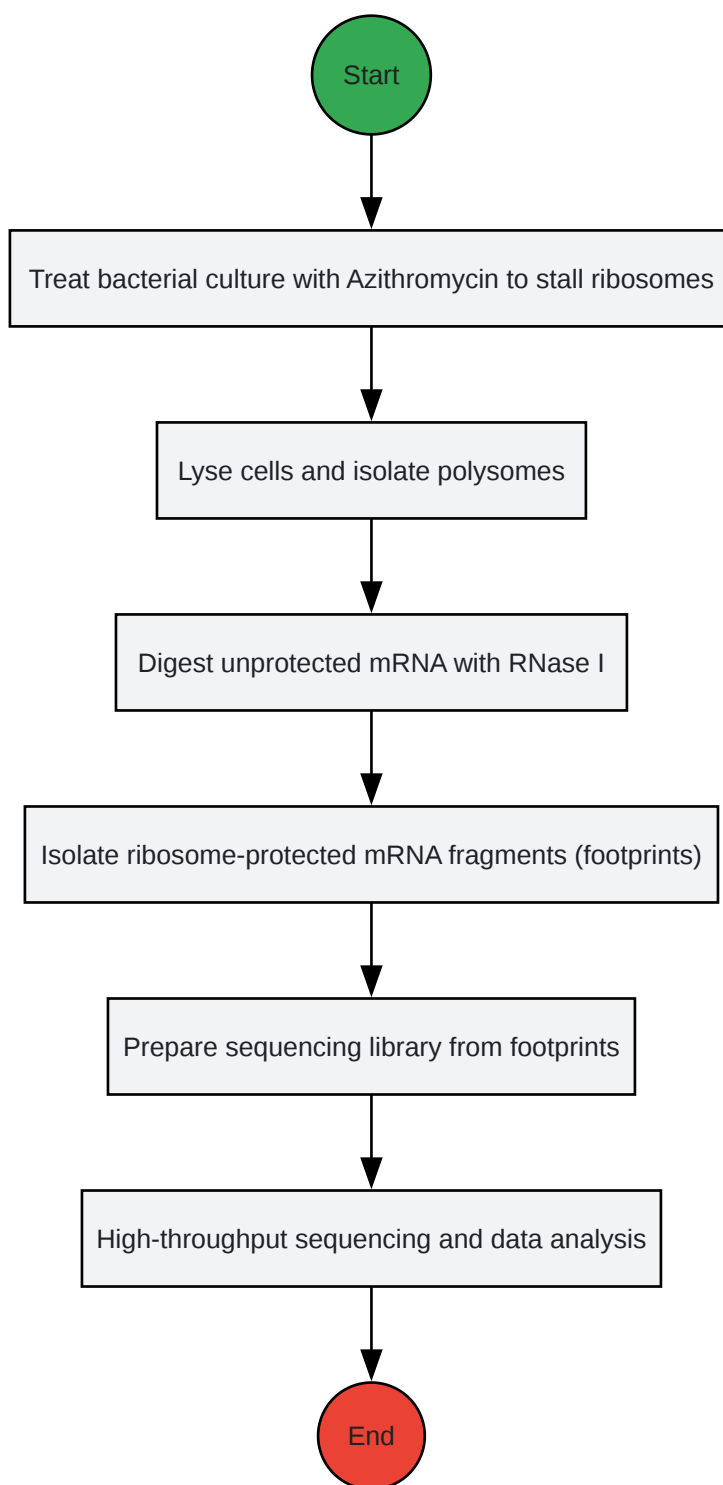 Start
Treat bacterial culture with Azithromycin to stall ribosomes
Lyse cells and isolate polysomes
Digest unprotected mRNA with RNase I
Isolate ribosome-protected mRNA fragments (footprints)
Prepare sequencing library from footprints
High-throughput sequencing and data analysis
End